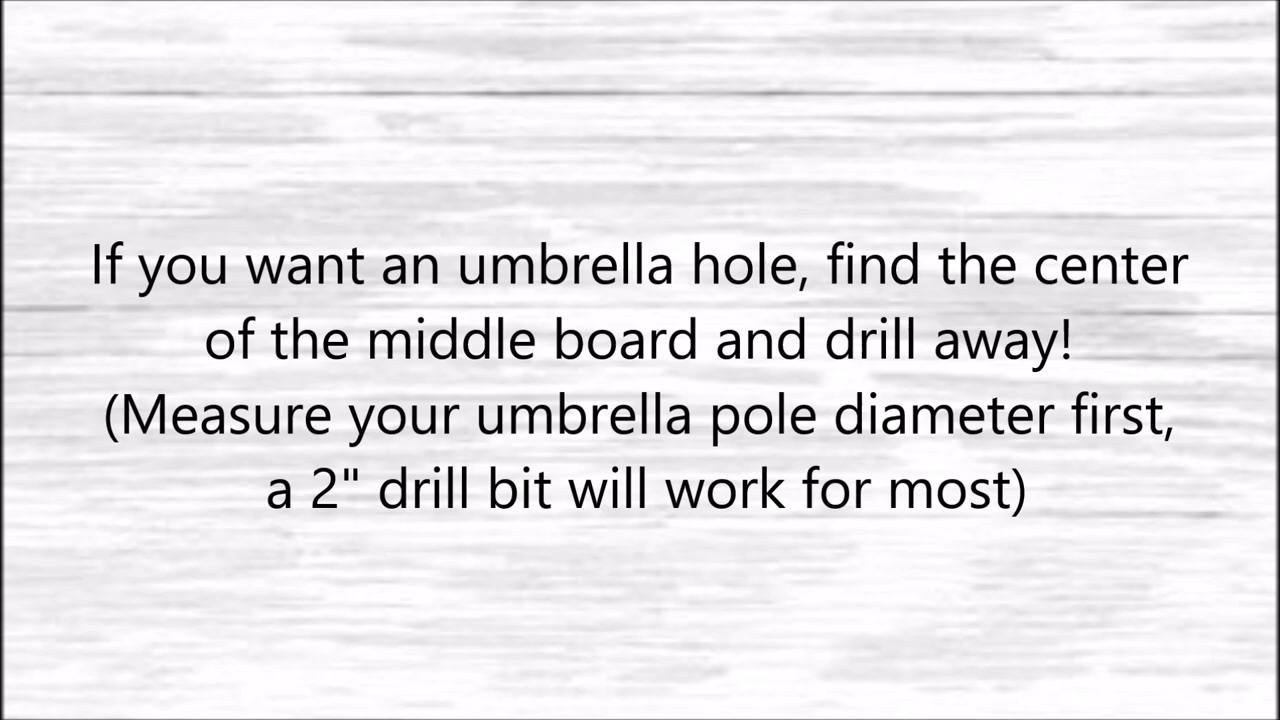 If you want an umbrella hole, find the center
of the middle board and drill away!
(Measure your umbrella pole diameter first,
a 2" drill bit will work for most)